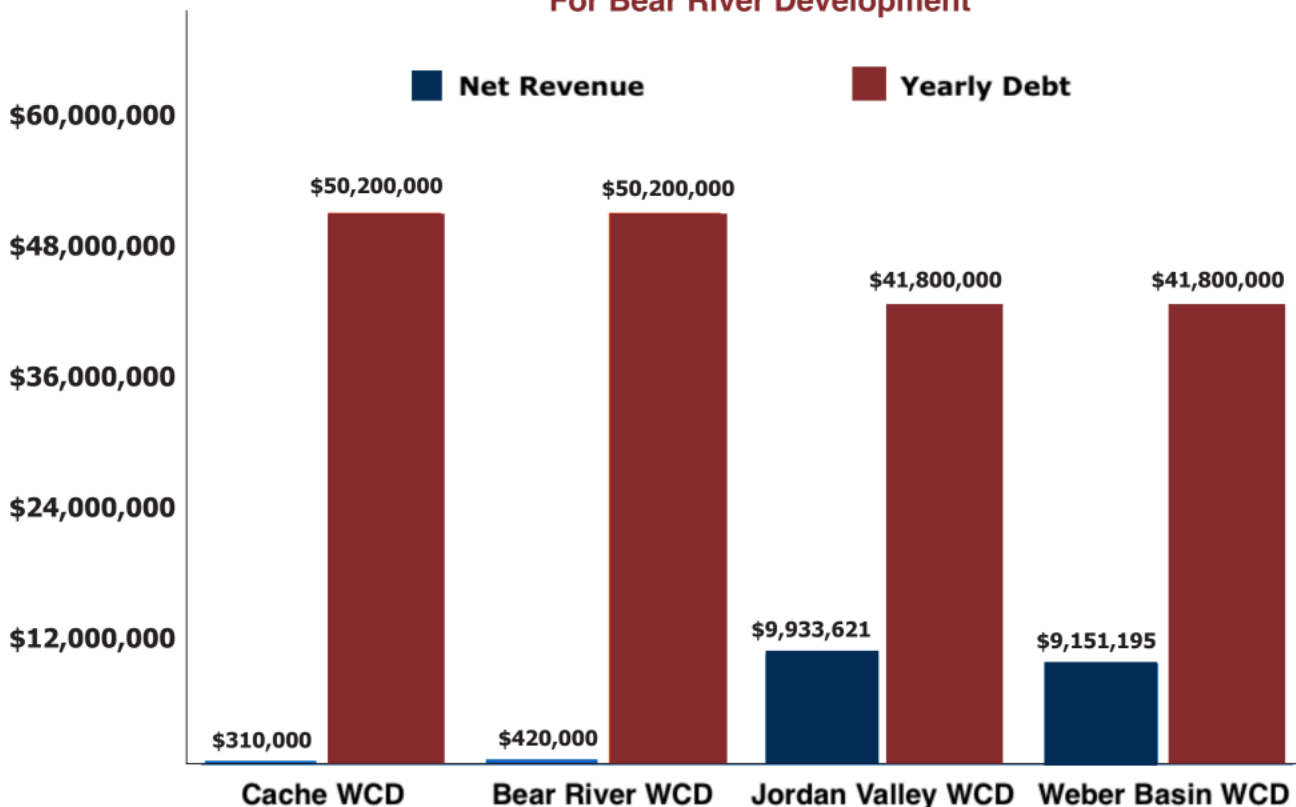 For Bear River Development
Net Revenue
Yearly Debt
$60,000,000
$50,200,000
$50,200,000
$48,000,000
$41,800,000
$41,800,000
$36,000,000
$24,000,000
$12,000,000
$9,933,621
$9,151,195
$310,000
$420,000
Cache WCD
Bear River WCD
Jordan Valley WCD
Weber Basin WCD